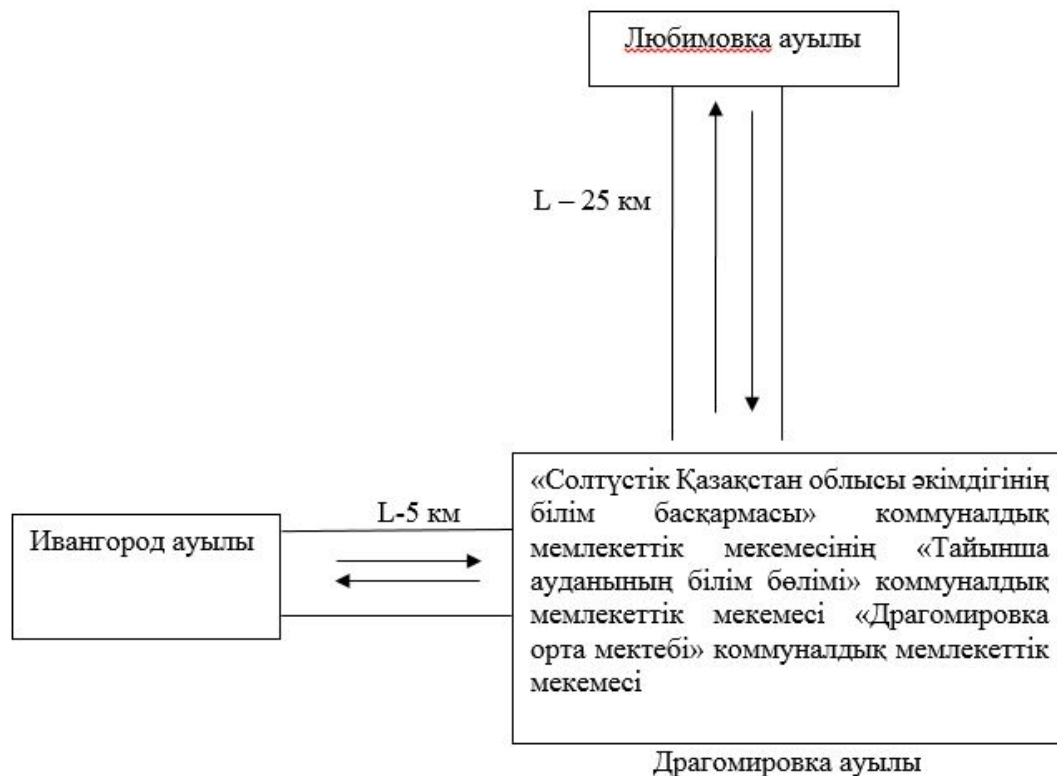 Любимовка ауылы
L – 25 км
L-5 км
Ивангород ауылы
«Солтүстік Қазақстан облысы әкімдігінің
білім басқармасы» коммуналдық
мемлекеттік мекемесінің «Тайынша
ауданының білім бөлімі» коммуналдық
мемлекеттік мекемесі «Драгомировка
орта мектебі» коммуналдық мемлекеттік
мекемесі
Драгомировка ауылы